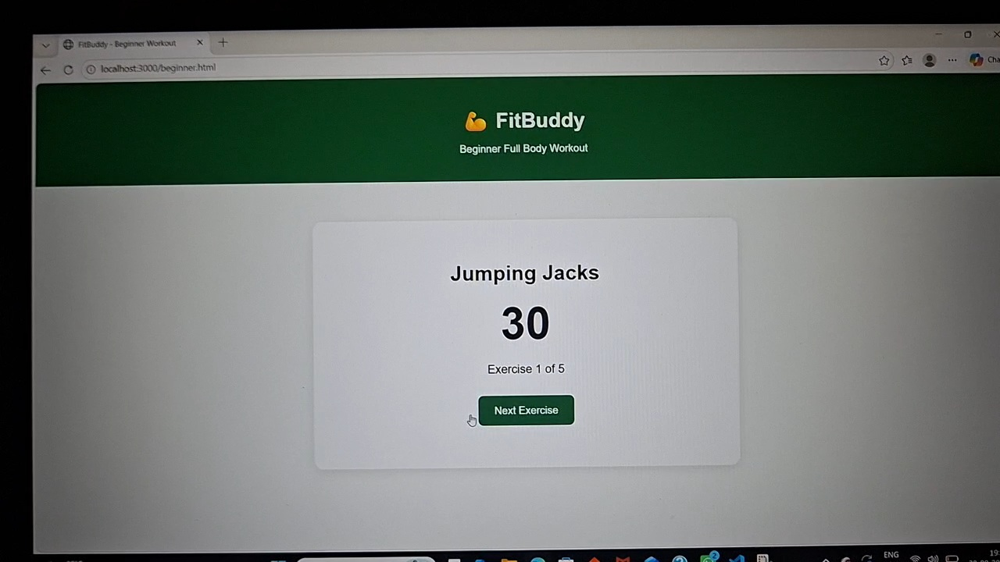 FitBuddy - Beginner Workout
localhost:3000/beginner.html
FitBuddy
Beginner Full Body Workout
Jumping Jacks
30
Exercise 1 of 5
Next Exercise
2
ENG